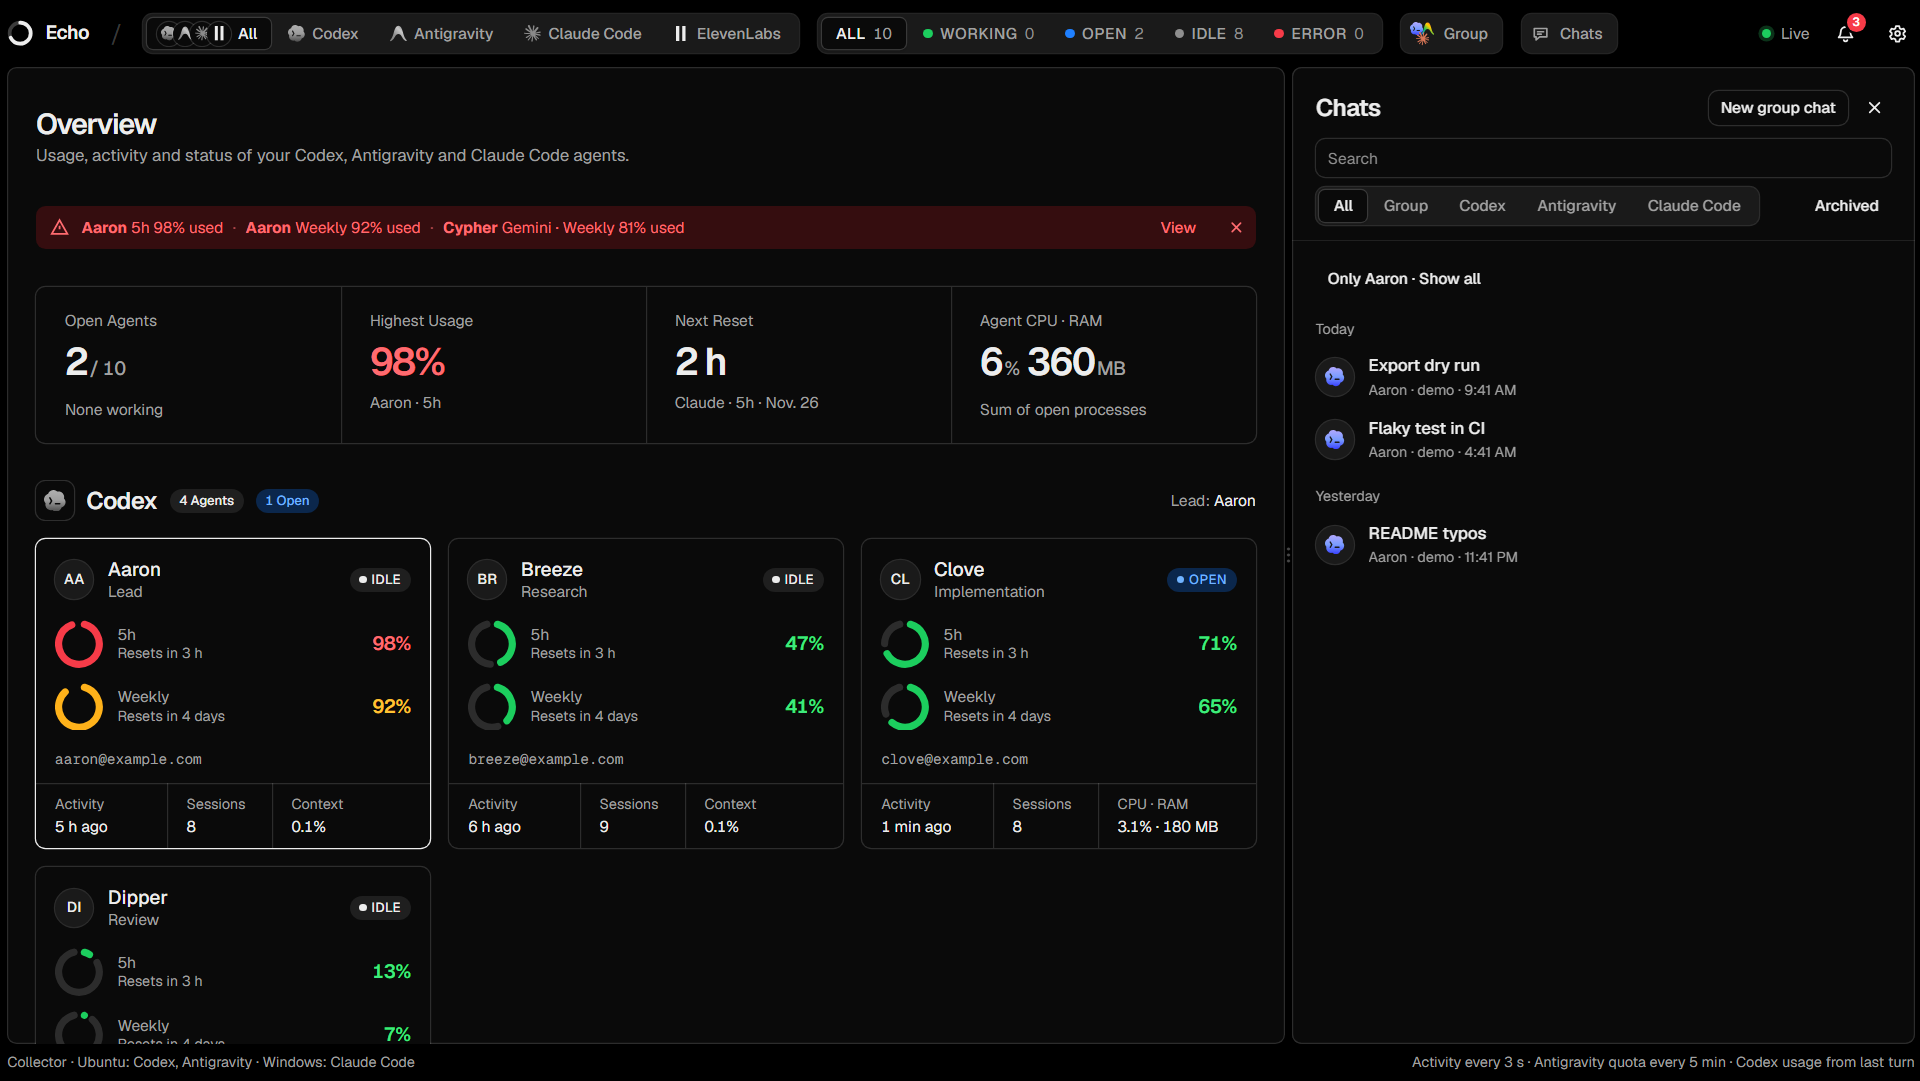 Echo / All Codex Antigravity Claude Code ElevenLabs ALL 10 WORKING 0 OPEN 2 IDLE 8 ERROR 0 Group Chats Live 3
Overview
Usage, activity and status of your Codex, Antigravity and Claude Code agents.
Aaron 5h 98% used · Aaron Weekly 92% used · Cypher Gemini · Weekly 81% used View
Open Agents
2 / 10
None working
Highest Usage
98%
Aaron · 5h
Next Reset
2 h
Claude · 5h · Nov. 26
Agent CPU · RAM
6 % 360 MB
Sum of open processes
Codex 4 Agents 1 Open Lead: Aaron
AA Aaron IDLE
Lead
5h
Resets in 3 h 98%
Weekly
Resets in 4 days 92%
aaron@example.com
Activity Sessions Context
5 h ago 8 0.1%
BR Breeze IDLE
Research
5h
Resets in 3 h 47%
Weekly
Resets in 4 days 41%
breeze@example.com
Activity Sessions Context
6 h ago 9 0.1%
CL Clove OPEN
Implementation
5h
Resets in 3 h 71%
Weekly
Resets in 4 days 65%
clove@example.com
Activity Sessions CPU · RAM
1 min ago 8 3.1% · 180 MB
DI Dipper IDLE
Review
5h
Resets in 3 h 13%
Weekly
Resets in 4 days 7%
Chats New group chat
Search
All Group Codex Antigravity Claude Code Archived
Only Aaron · Show all
Today
Export dry run
Aaron · demo · 9:41 AM
Flaky test in CI
Aaron · demo · 4:41 AM
Yesterday
README typos
Aaron · demo · 11:41 PM
Collector · Ubuntu: Codex, Antigravity · Windows: Claude Code
Activity every 3 s · Antigravity quota every 5 min · Codex usage from last turn